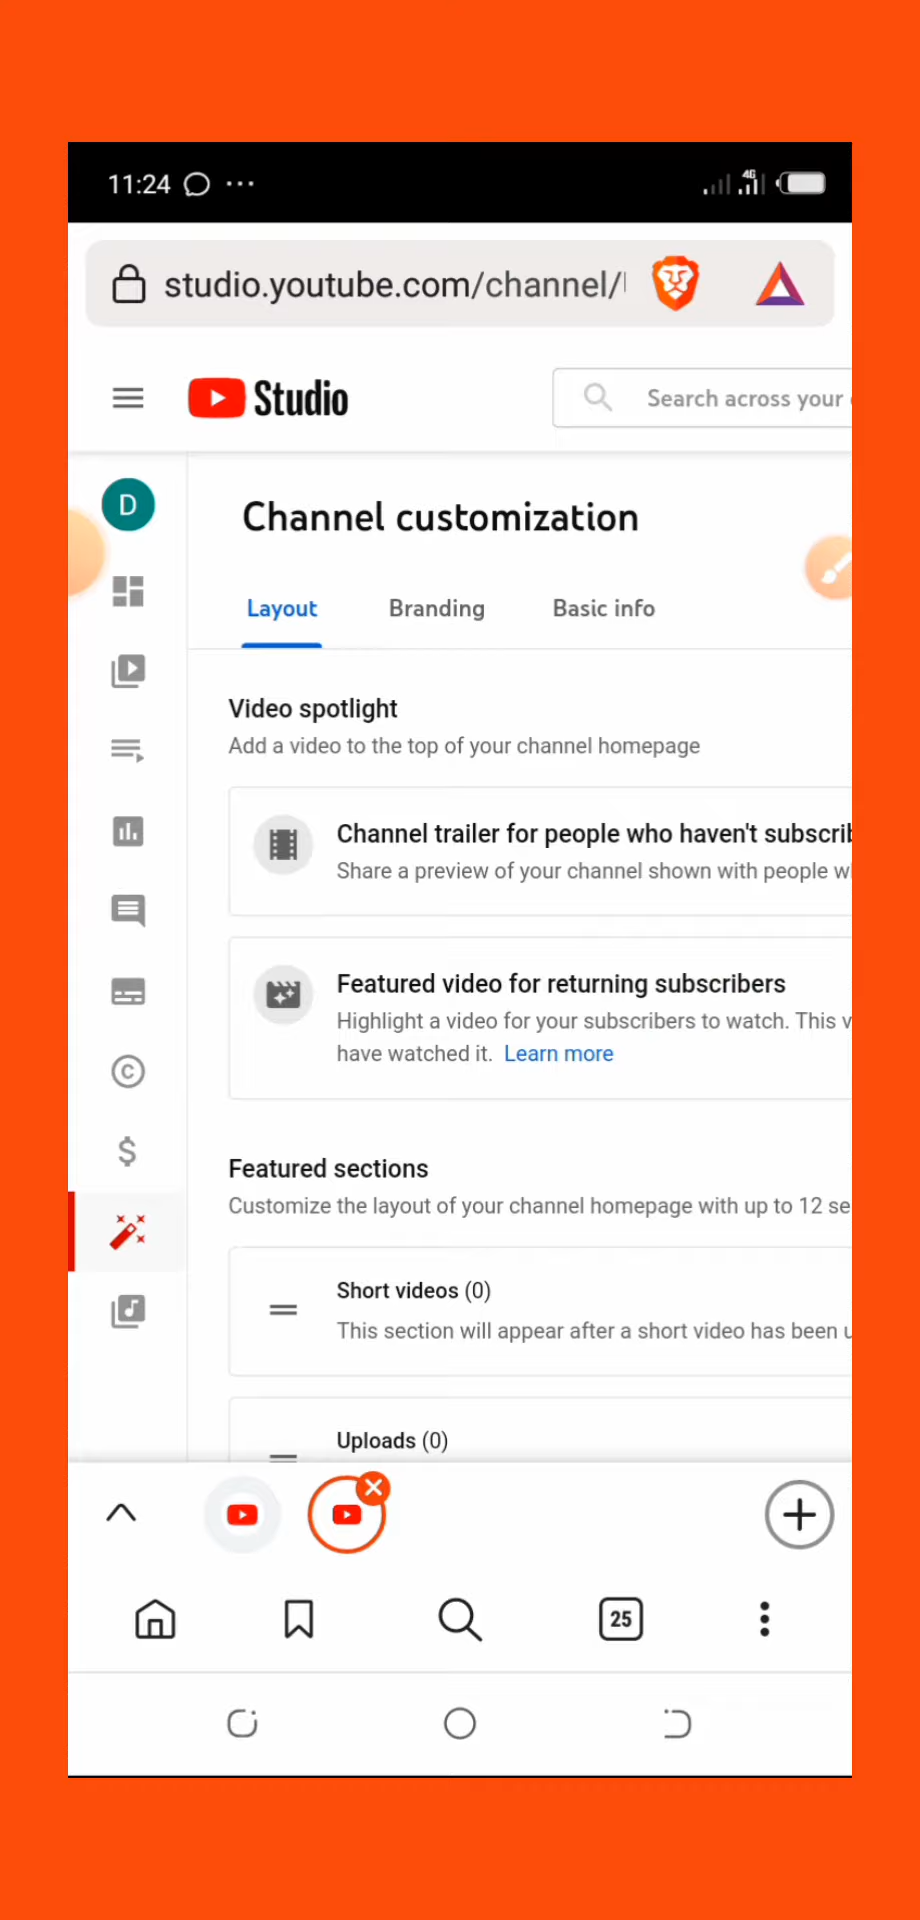 11:24
4G
studio.youtube.com/channel/
Studio
Search across your
D
Channel customization
Layout
Branding
Basic info
Video spotlight
Add a video to the top of your channel homepage
Channel trailer for people who haven't subscrib
Share a preview of your channel shown with people w
Featured video for returning subscribers
Highlight a video for your subscribers to watch. This v
have watched it. Learn more
Featured sections
Customize the layout of your channel homepage with up to 12 se
Short videos (0)
This section will appear after a short video has been u
Uploads (0)
25